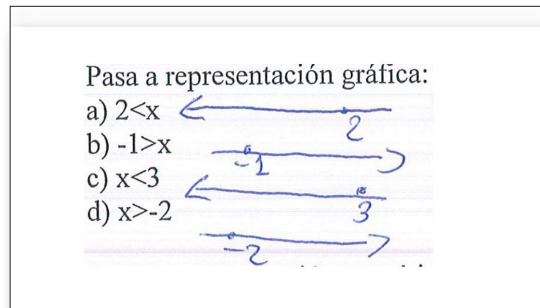 Pasa a representación gráfica:
a) 2<x
2
b) -1>x
-1
c) x<3
3
d) x>-2
-2